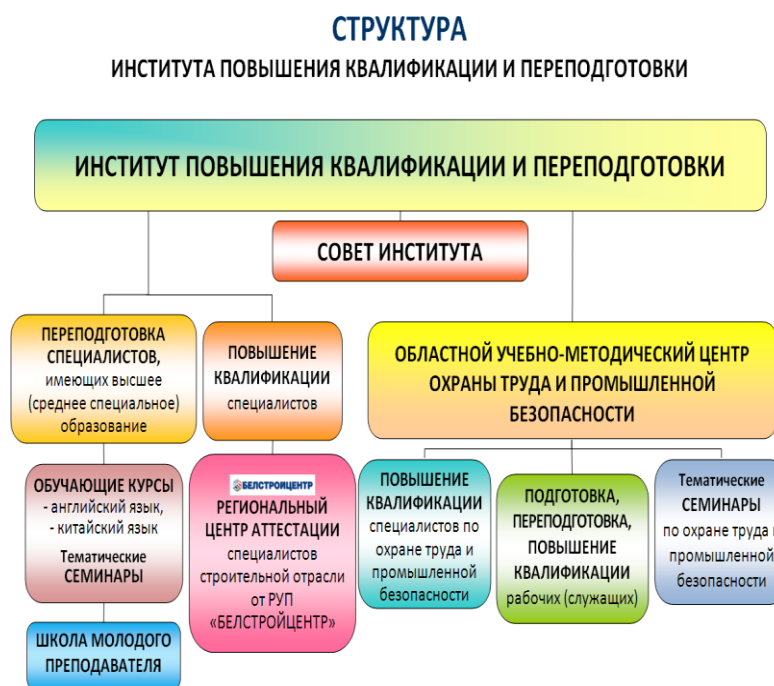 СТРУКТУРА
ИНСТИТУТА ПОВЫШЕНИЯ КВАЛИФИКАЦИИ И ПЕРЕПОДГОТОВКИ
ИНСТИТУТ ПОВЫШЕНИЯ КВАЛИФИКАЦИИ И ПЕРЕПОДГОТОВКИ
СОВЕТ ИНСТИТУТА
ПЕРЕПОДГОТОВКА
СПЕЦИАЛИСТОВ,
имеющих высшее
(среднее специальное)
образование
ПОВЫШЕНИЕ
КВАЛИФИКАЦИИ
специалистов
ОБЛАСТНОЙ УЧЕБНО-МЕТОДИЧЕСКИЙ ЦЕНТР
ОХРАНЫ ТРУДА И ПРОМЫШЛЕННОЙ
БЕЗОПАСНОСТИ
ОБУЧАЮЩИЕ КУРСЫ
- английский язык,
- китайский язык
Тематические
СЕМИНАРЫ
БЕЛСТРОЙЦЕНТР
РЕГИОНАЛЬНЫЙ
ЦЕНТР АТТЕСТАЦИИ
специалистов
строительной отрасли
от РУП
«БЕЛСТРОЙЦЕНТР»
ПОВЫШЕНИЕ
КВАЛИФИКАЦИИ
специалистов по
охране труда и
промышленной
безопасности
ПОДГОТОВКА,
ПЕРЕПОДГОТОВКА,
ПОВЫШЕНИЕ
КВАЛИФИКАЦИИ
рабочих (служащих)
Тематические
СЕМИНАРЫ
по охране труда и
промышленной
безопасности
ШКОЛА МОЛОДОГО
ПРЕПОДАВАТЕЛЯ